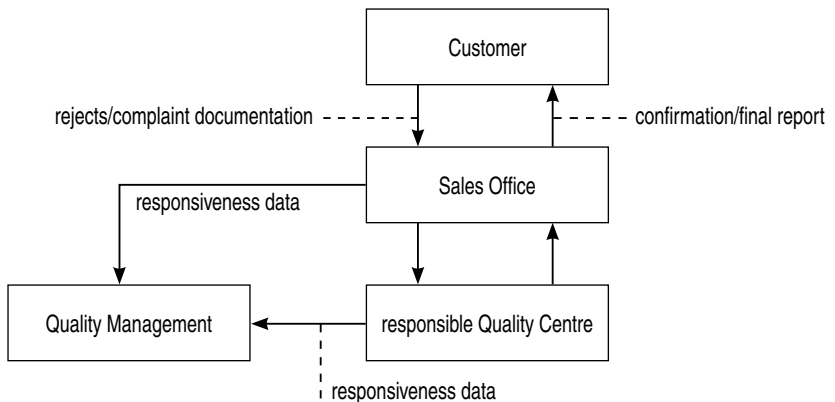 Customer
rejects/complaint documentation
confirmation/final report
Sales Office
responsiveness data
Quality Management
responsible Quality Centre
responsiveness data